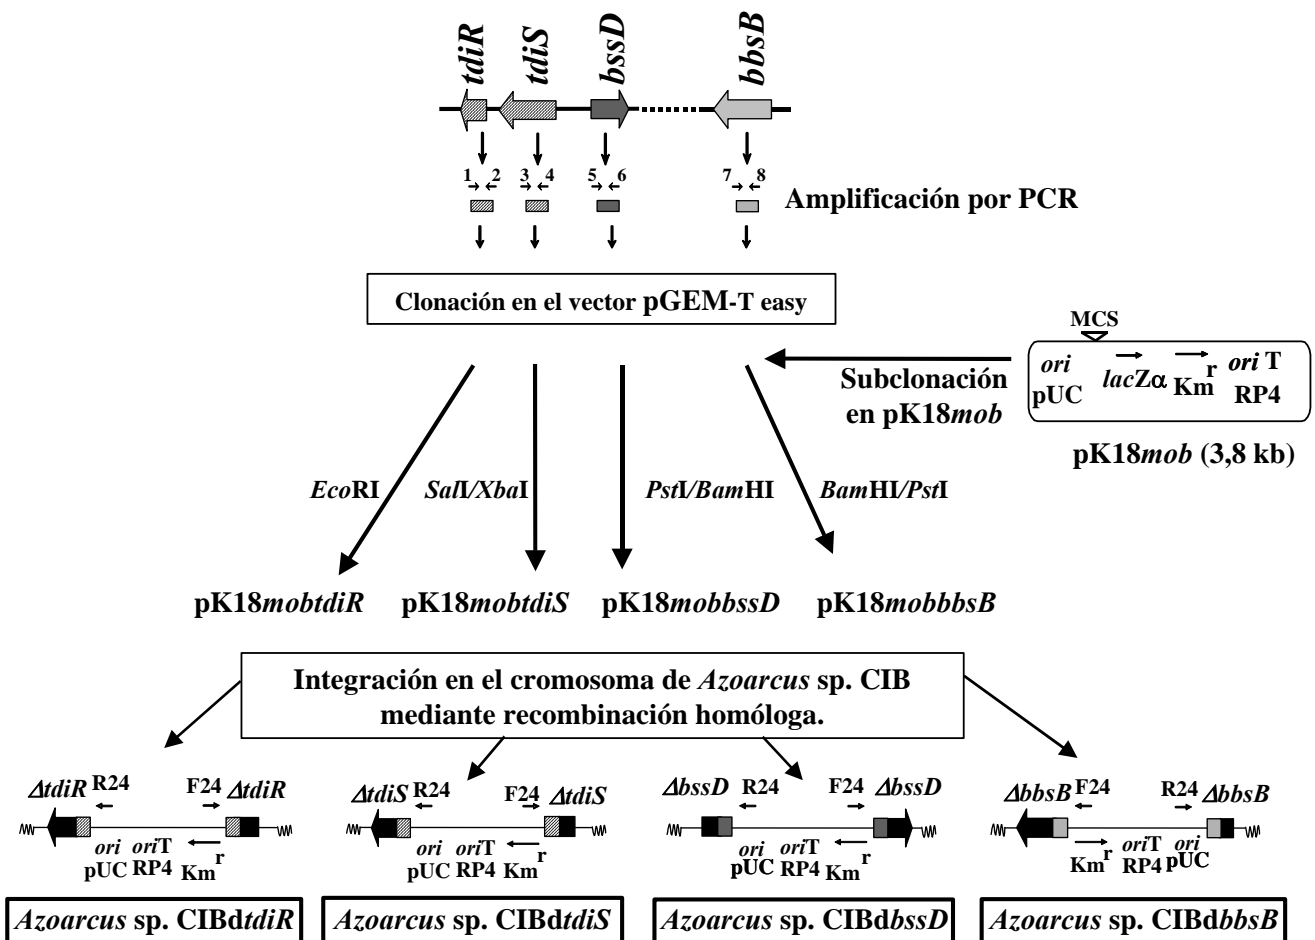 tdiR tdiS bssD bbsB
1 2 3 4 5 6 7 8
Amplificación por PCR
Clonación en el vector pGEM-T easy
MCS
ori pUC lacZα Km r ori T RP4
pK18mob (3,8 kb)
Subclonación
en pK18mob
EcoRI SalI/XbaI PstI/BamHI BamHI/PstI
pK18mobtdiR pK18mobtdiS pK18mobbssD pK18mobbbsB
Integración en el cromosoma de Azoarcus sp. CIB
mediante recombinación homóloga.
ΔtdiR R24 F24 ΔtdiR
ori pUC oriT RP4 Km r
Azoarcus sp. CIBdtdiR
ΔtdiS R24 F24 ΔtdiS
ori pUC oriT RP4 Km r
Azoarcus sp. CIBdtdiS
ΔbssD R24 F24 ΔbssD
ori pUC oriT RP4 Km r
Azoarcus sp. CIBdbssD
ΔbbsB F24 R24 ΔbbsB
Km r oriT RP4 ori pUC
Azoarcus sp. CIBdbbsB